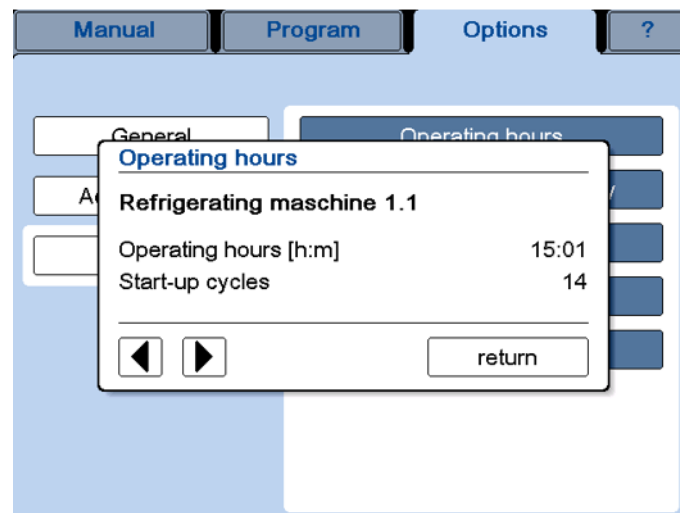 Manual Program Options ?
General Operating hours
Operating hours
Refrigerating maschine 1.1
Operating hours [h:m] 15:01
Start-up cycles 14
return